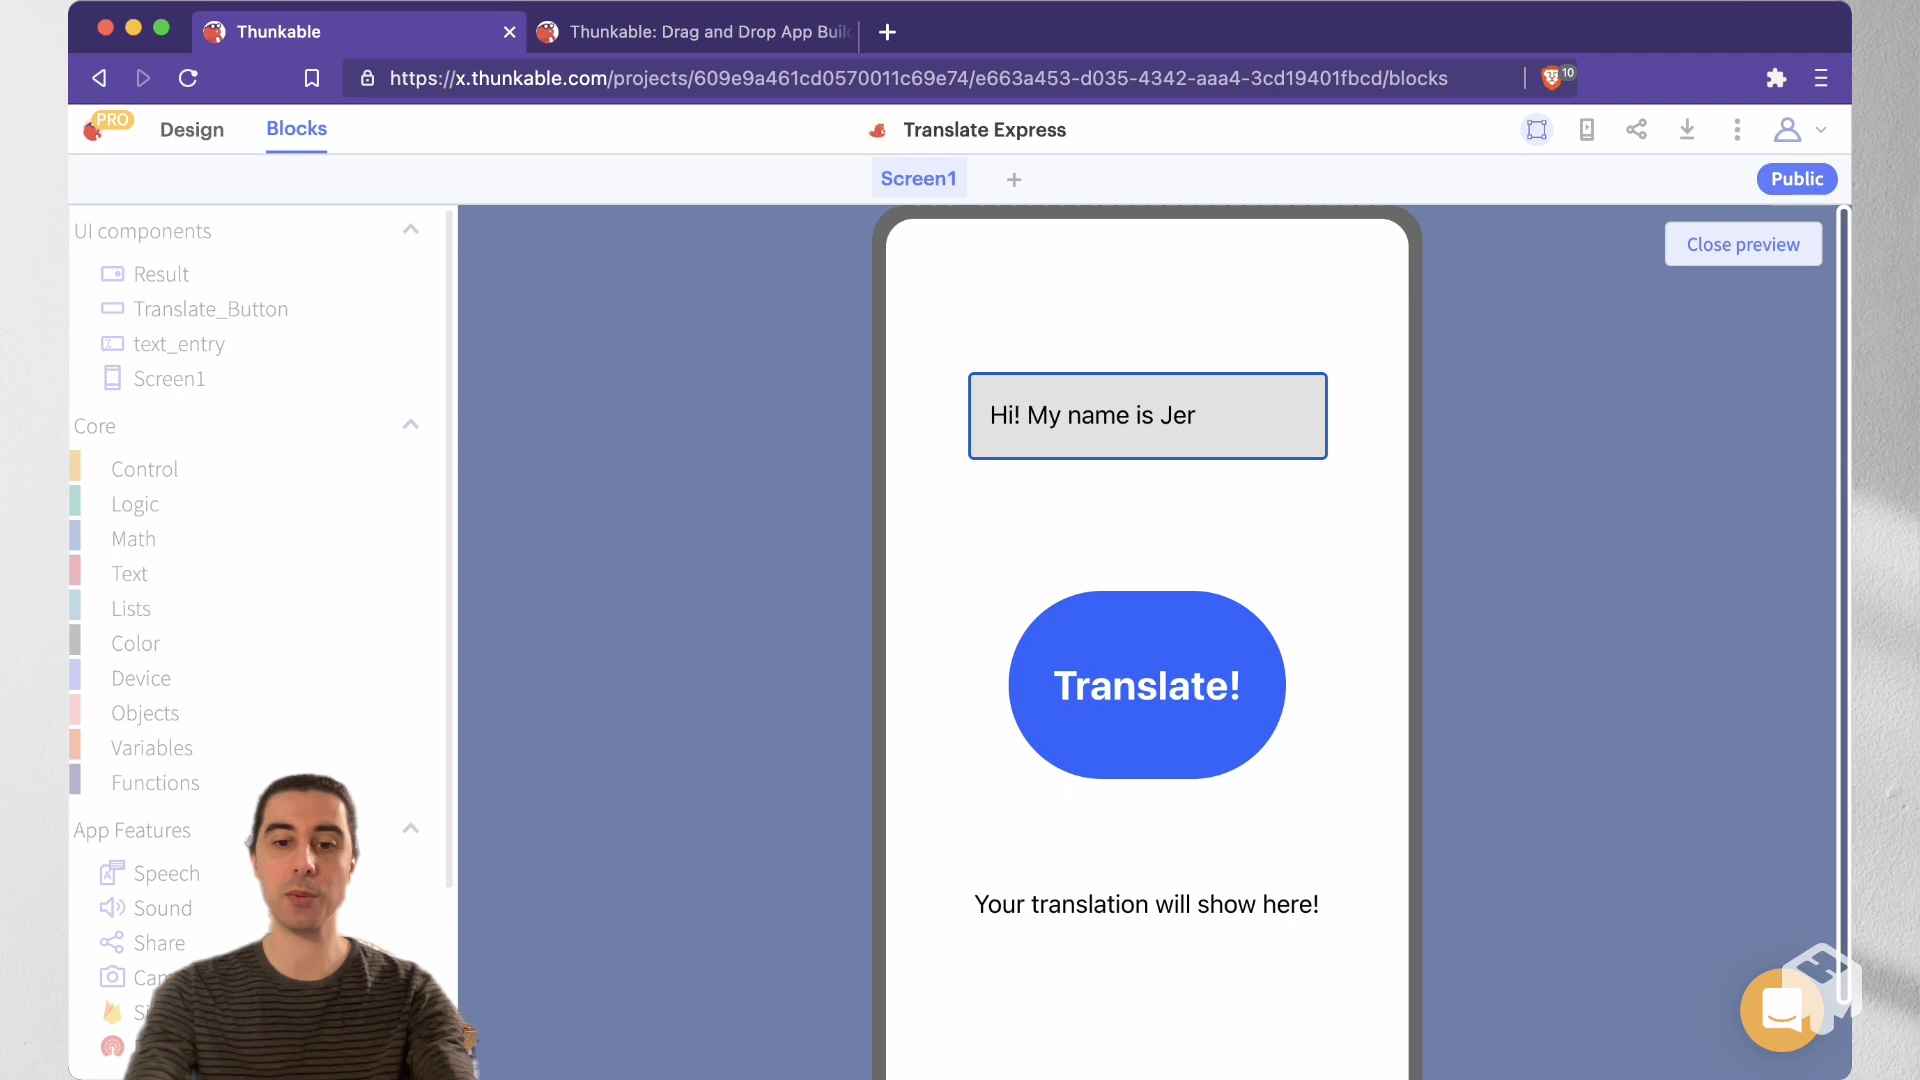 Thunkable
Thunkable: Drag and Drop App Buil
https://x.thunkable.com/projects/609e9a461cd0570011c69e74/e663a453-d035-4342-aaa4-3cd19401fbcd/blocks
10
PRO
Design
Blocks
Translate Express
Screen1
Public
UI components
Result
Translate_Button
text_entry
Screen1
Core
Control
Logic
Math
Text
Lists
Color
Device
Objects
Variables
Functions
App Features
Speech
Sound
Share
Close preview
Hi! My name is Jer
Translate!
Your translation will show here!